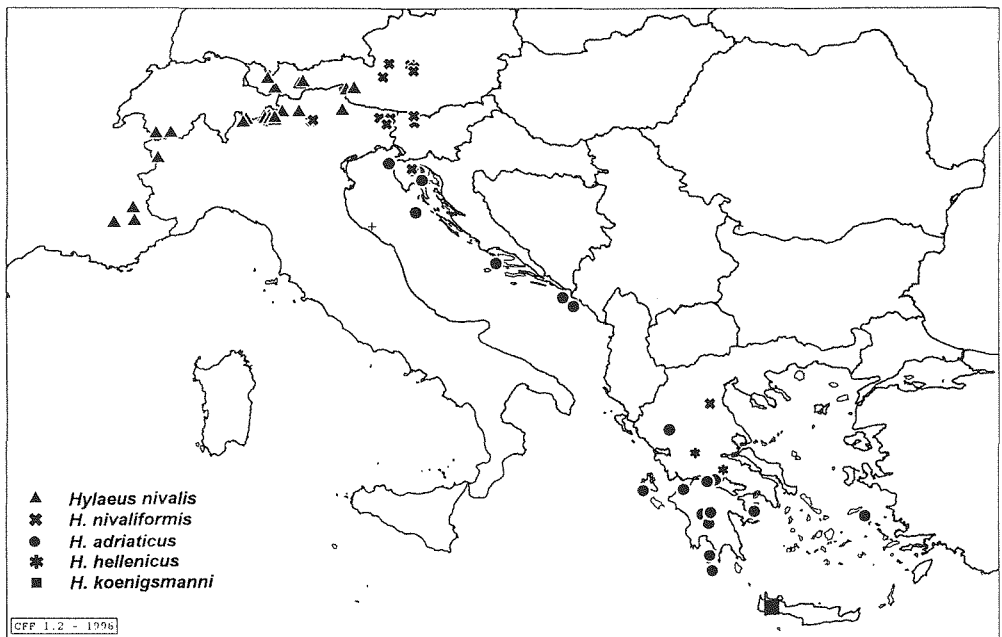 Hylaeus nivalis
H. nivaliformis
H. adriaticus
H. hellenicus
H. koenigsmanni
CFF 1.2 - 1996